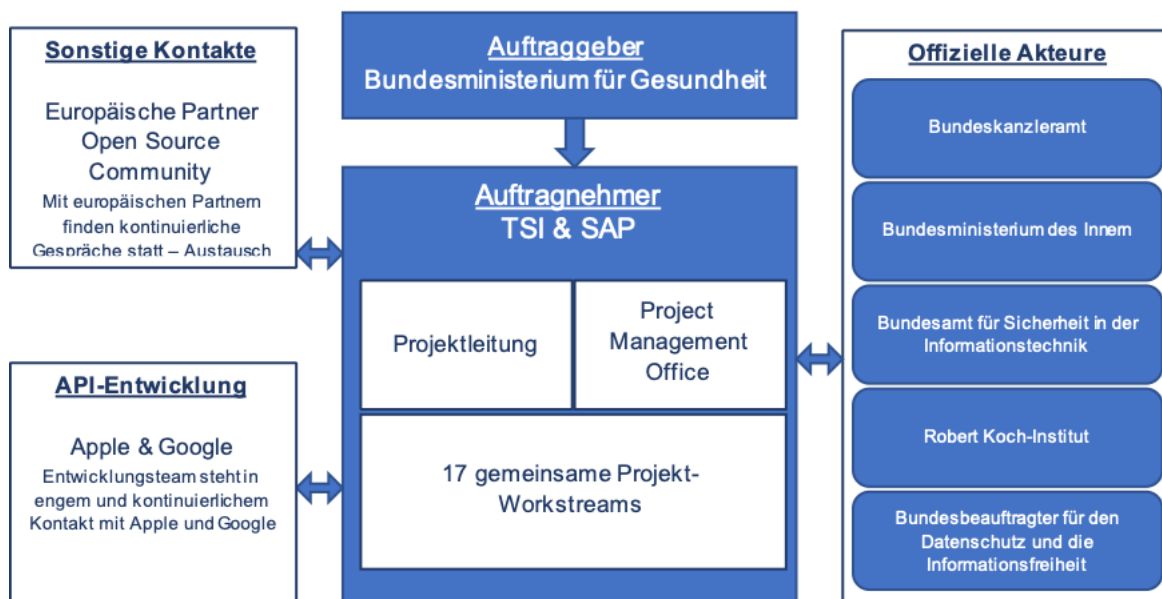 Sonstige Kontakte
Europäische Partner
Open Source
Community
Mit europäischen Partnern
finden kontinuierliche
Gespräche statt – Austausch
API-Entwicklung
Apple & Google
Entwicklungsteam steht in
engem und kontinuierlichem
Kontakt mit Apple und Google
Auftraggeber
Bundesministerium für Gesundheit
Auftragnehmer
TSI & SAP
Projektleitung
Project
Management
Office
17 gemeinsame Projekt-
Workstreams
Offizielle Akteure
Bundeskanzleramt
Bundesministerium des Innern
Bundesamt für Sicherheit in der
Informationstechnik
Robert Koch-Institut
Bundesbeauftragter für den
Datenschutz und die
Informationsfreiheit